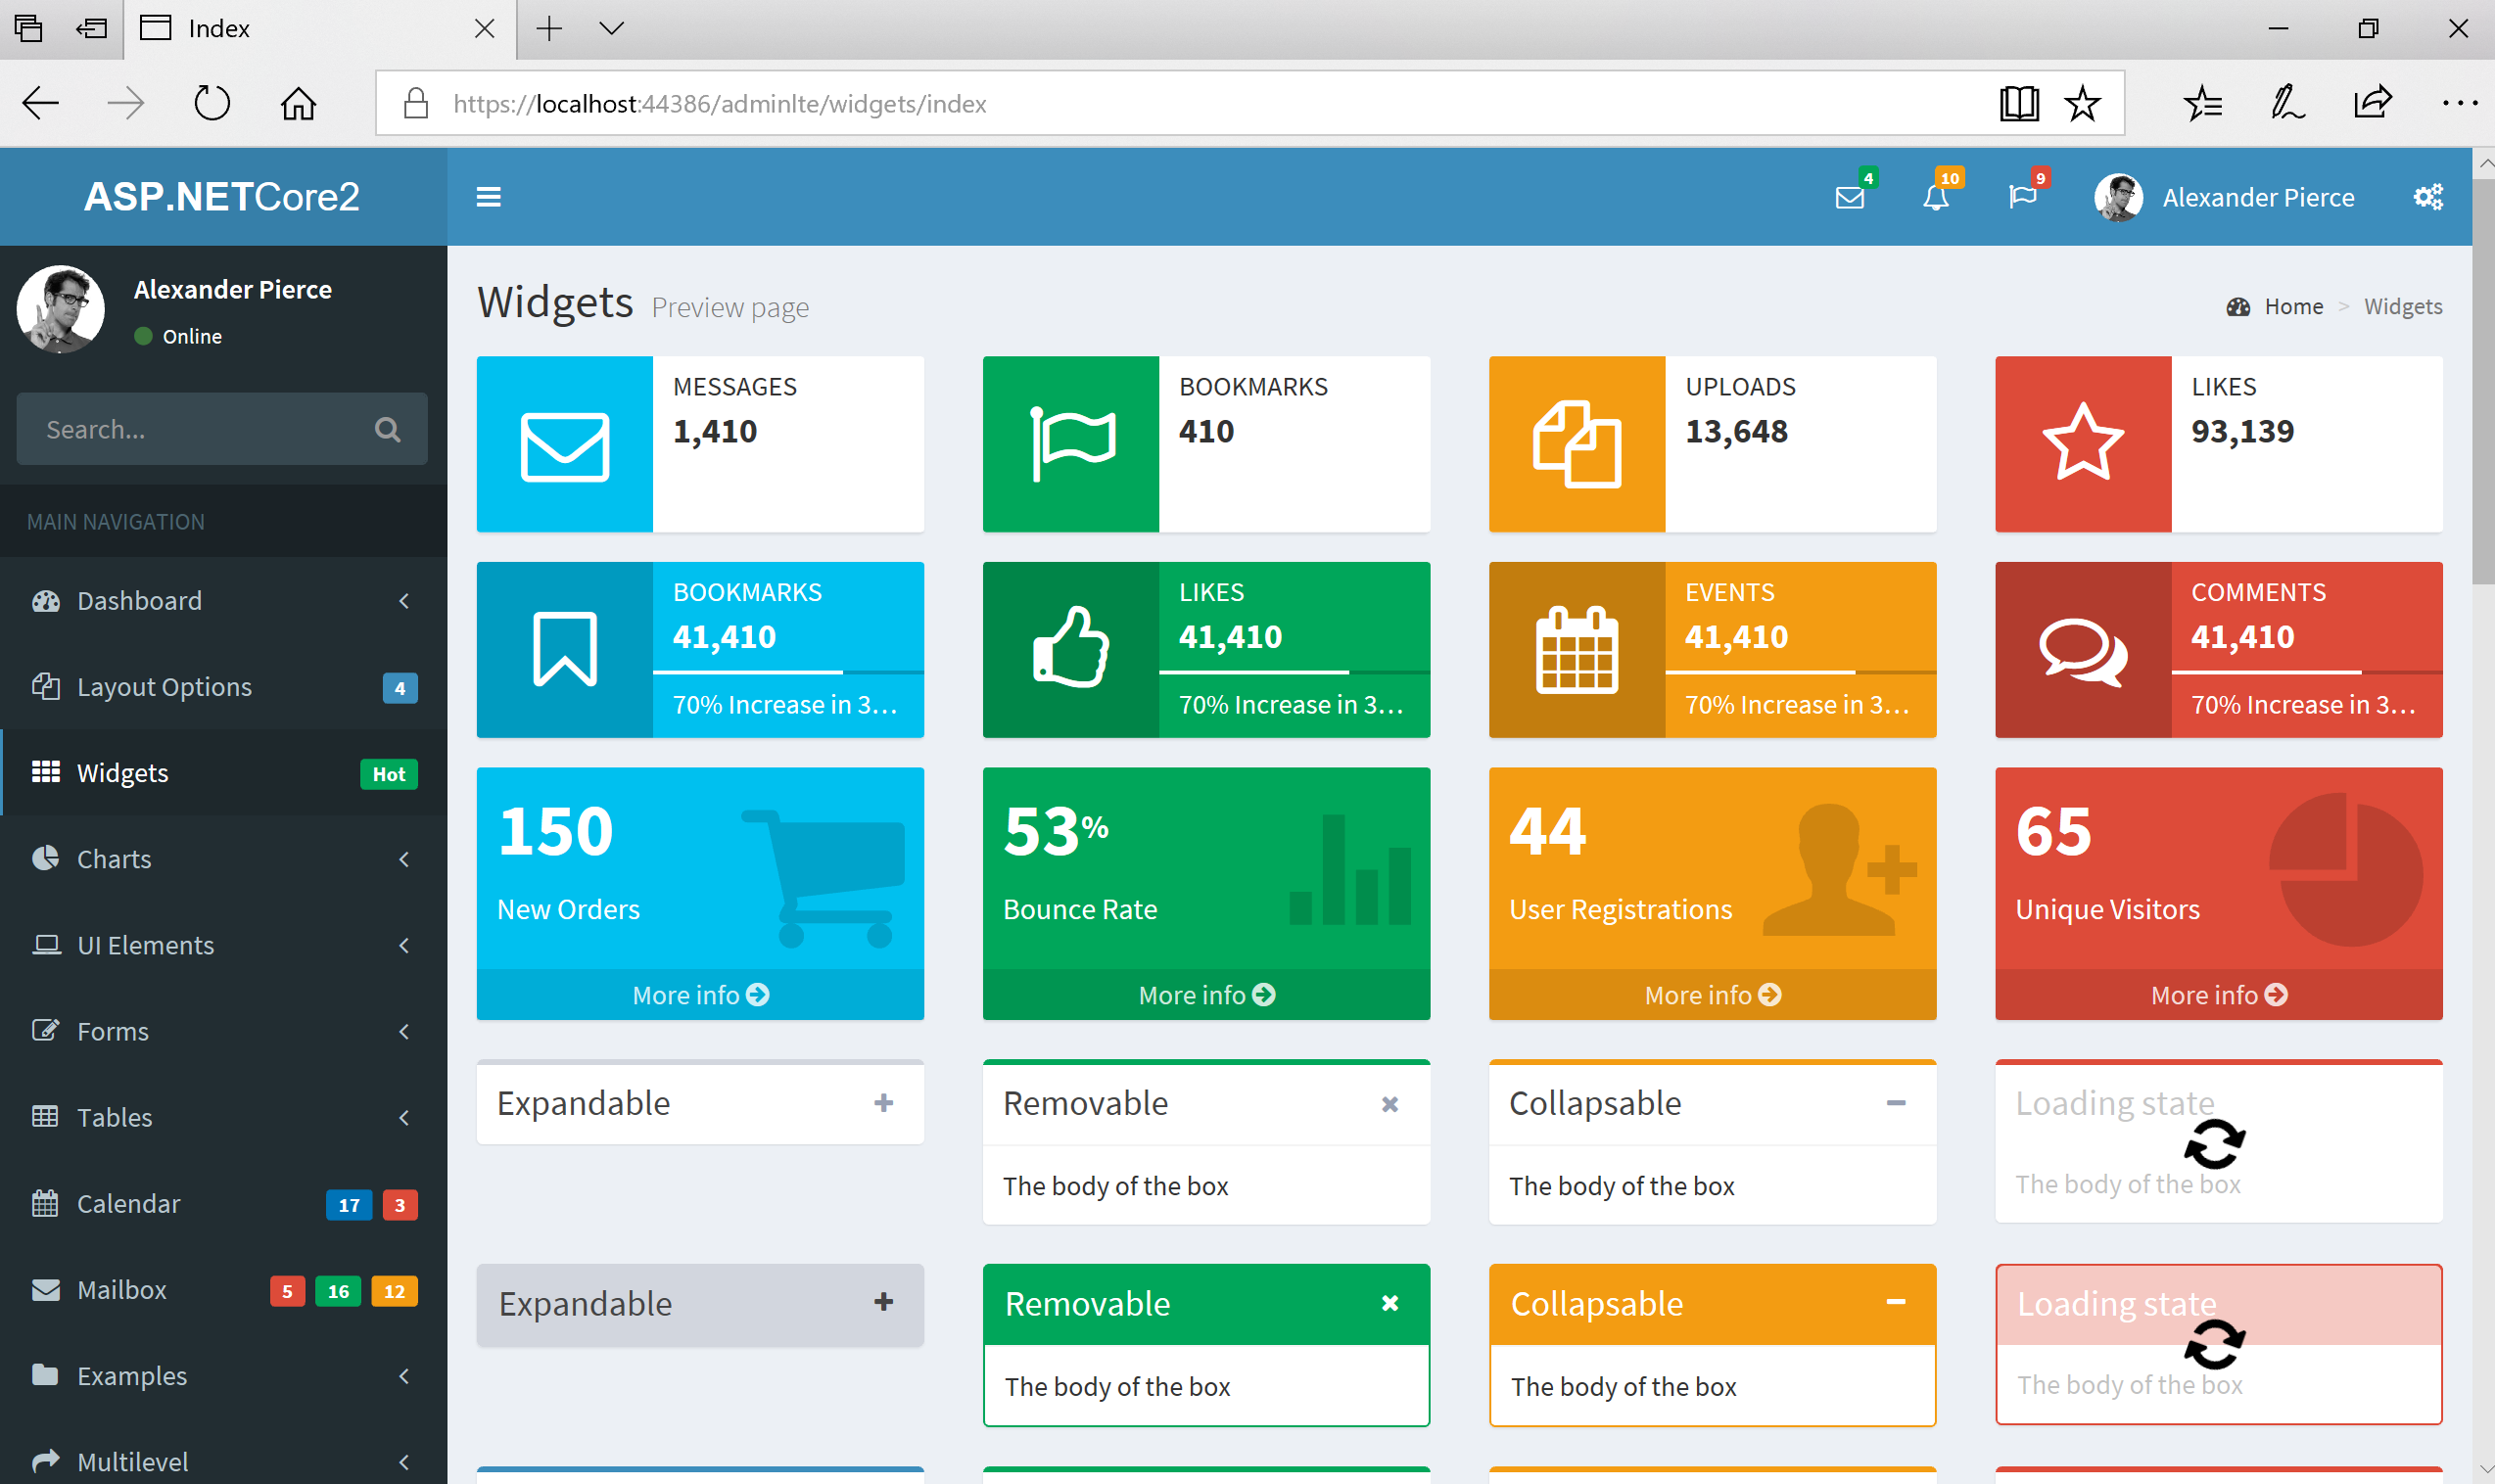 Index
https://localhost:44386/adminlte/widgets/index
ASP.NETCore2
4
10
9
Alexander Pierce
Alexander Pierce
Online
Search...
MAIN NAVIGATION
Dashboard
Layout Options 4
Widgets Hot
Charts
UI Elements
Forms
Tables
Calendar 17 3
Mailbox 5 16 12
Examples
Multilevel
Widgets Preview page
Home > Widgets
MESSAGES
1,410
BOOKMARKS
410
UPLOADS
13,648
LIKES
93,139
BOOKMARKS
41,410
70% Increase in 3...
LIKES
41,410
70% Increase in 3...
EVENTS
41,410
70% Increase in 3...
COMMENTS
41,410
70% Increase in 3...
150
New Orders
More info
53%
Bounce Rate
More info
44
User Registrations
More info
65
Unique Visitors
More info
Expandable
Removable
The body of the box
Collapsable
The body of the box
Loading state
The body of the box
Expandable
Removable
The body of the box
Collapsable
The body of the box
Loading state
The body of the box